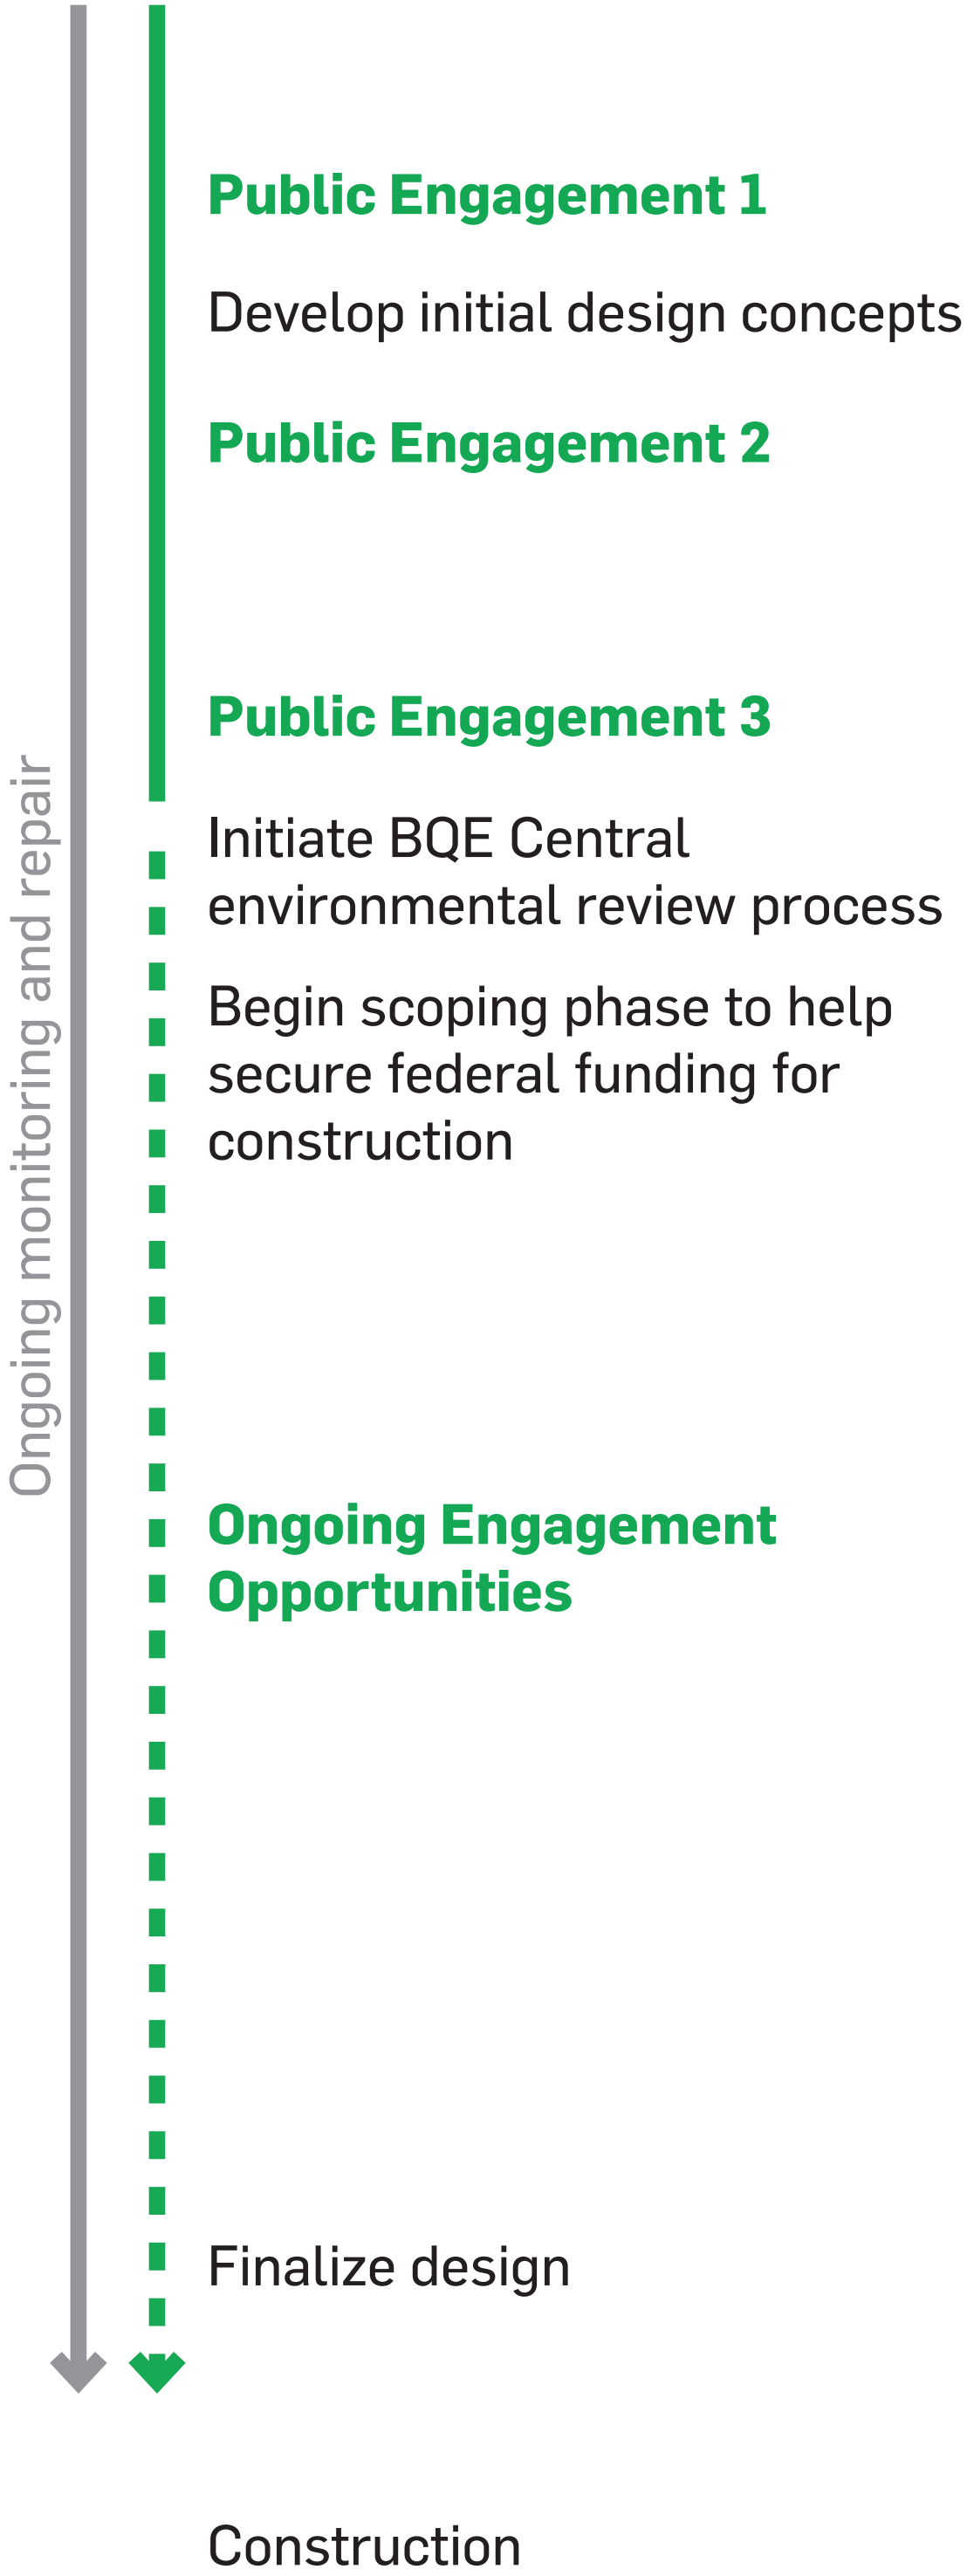 Public Engagement 1
Develop initial design concepts
Public Engagement 2
Public Engagement 3
Initiate BQE Central
environmental review process
Begin scoping phase to help
secure federal funding for
construction
Ongoing monitoring and repair
Ongoing Engagement
Opportunities
Finalize design
Construction